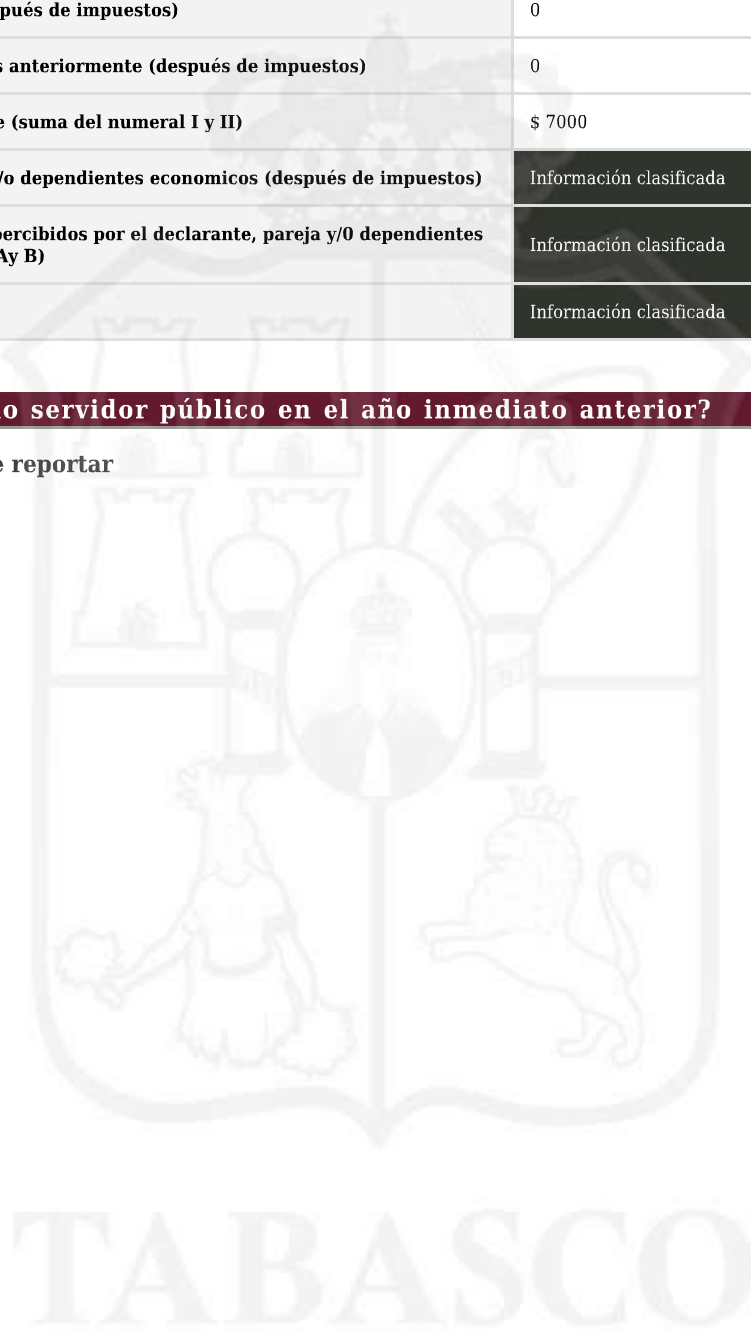 pués de impuestos) 0
s anteriormente (después de impuestos) 0
e (suma del numeral I y II) $ 7000
/o dependientes economicos (después de impuestos) Información clasificada
percibidos por el declarante, pareja y/0 dependientes Información clasificada
Ay B)
Información clasificada
o servidor público en el año inmediato anterior?
e reportar
TABASCO